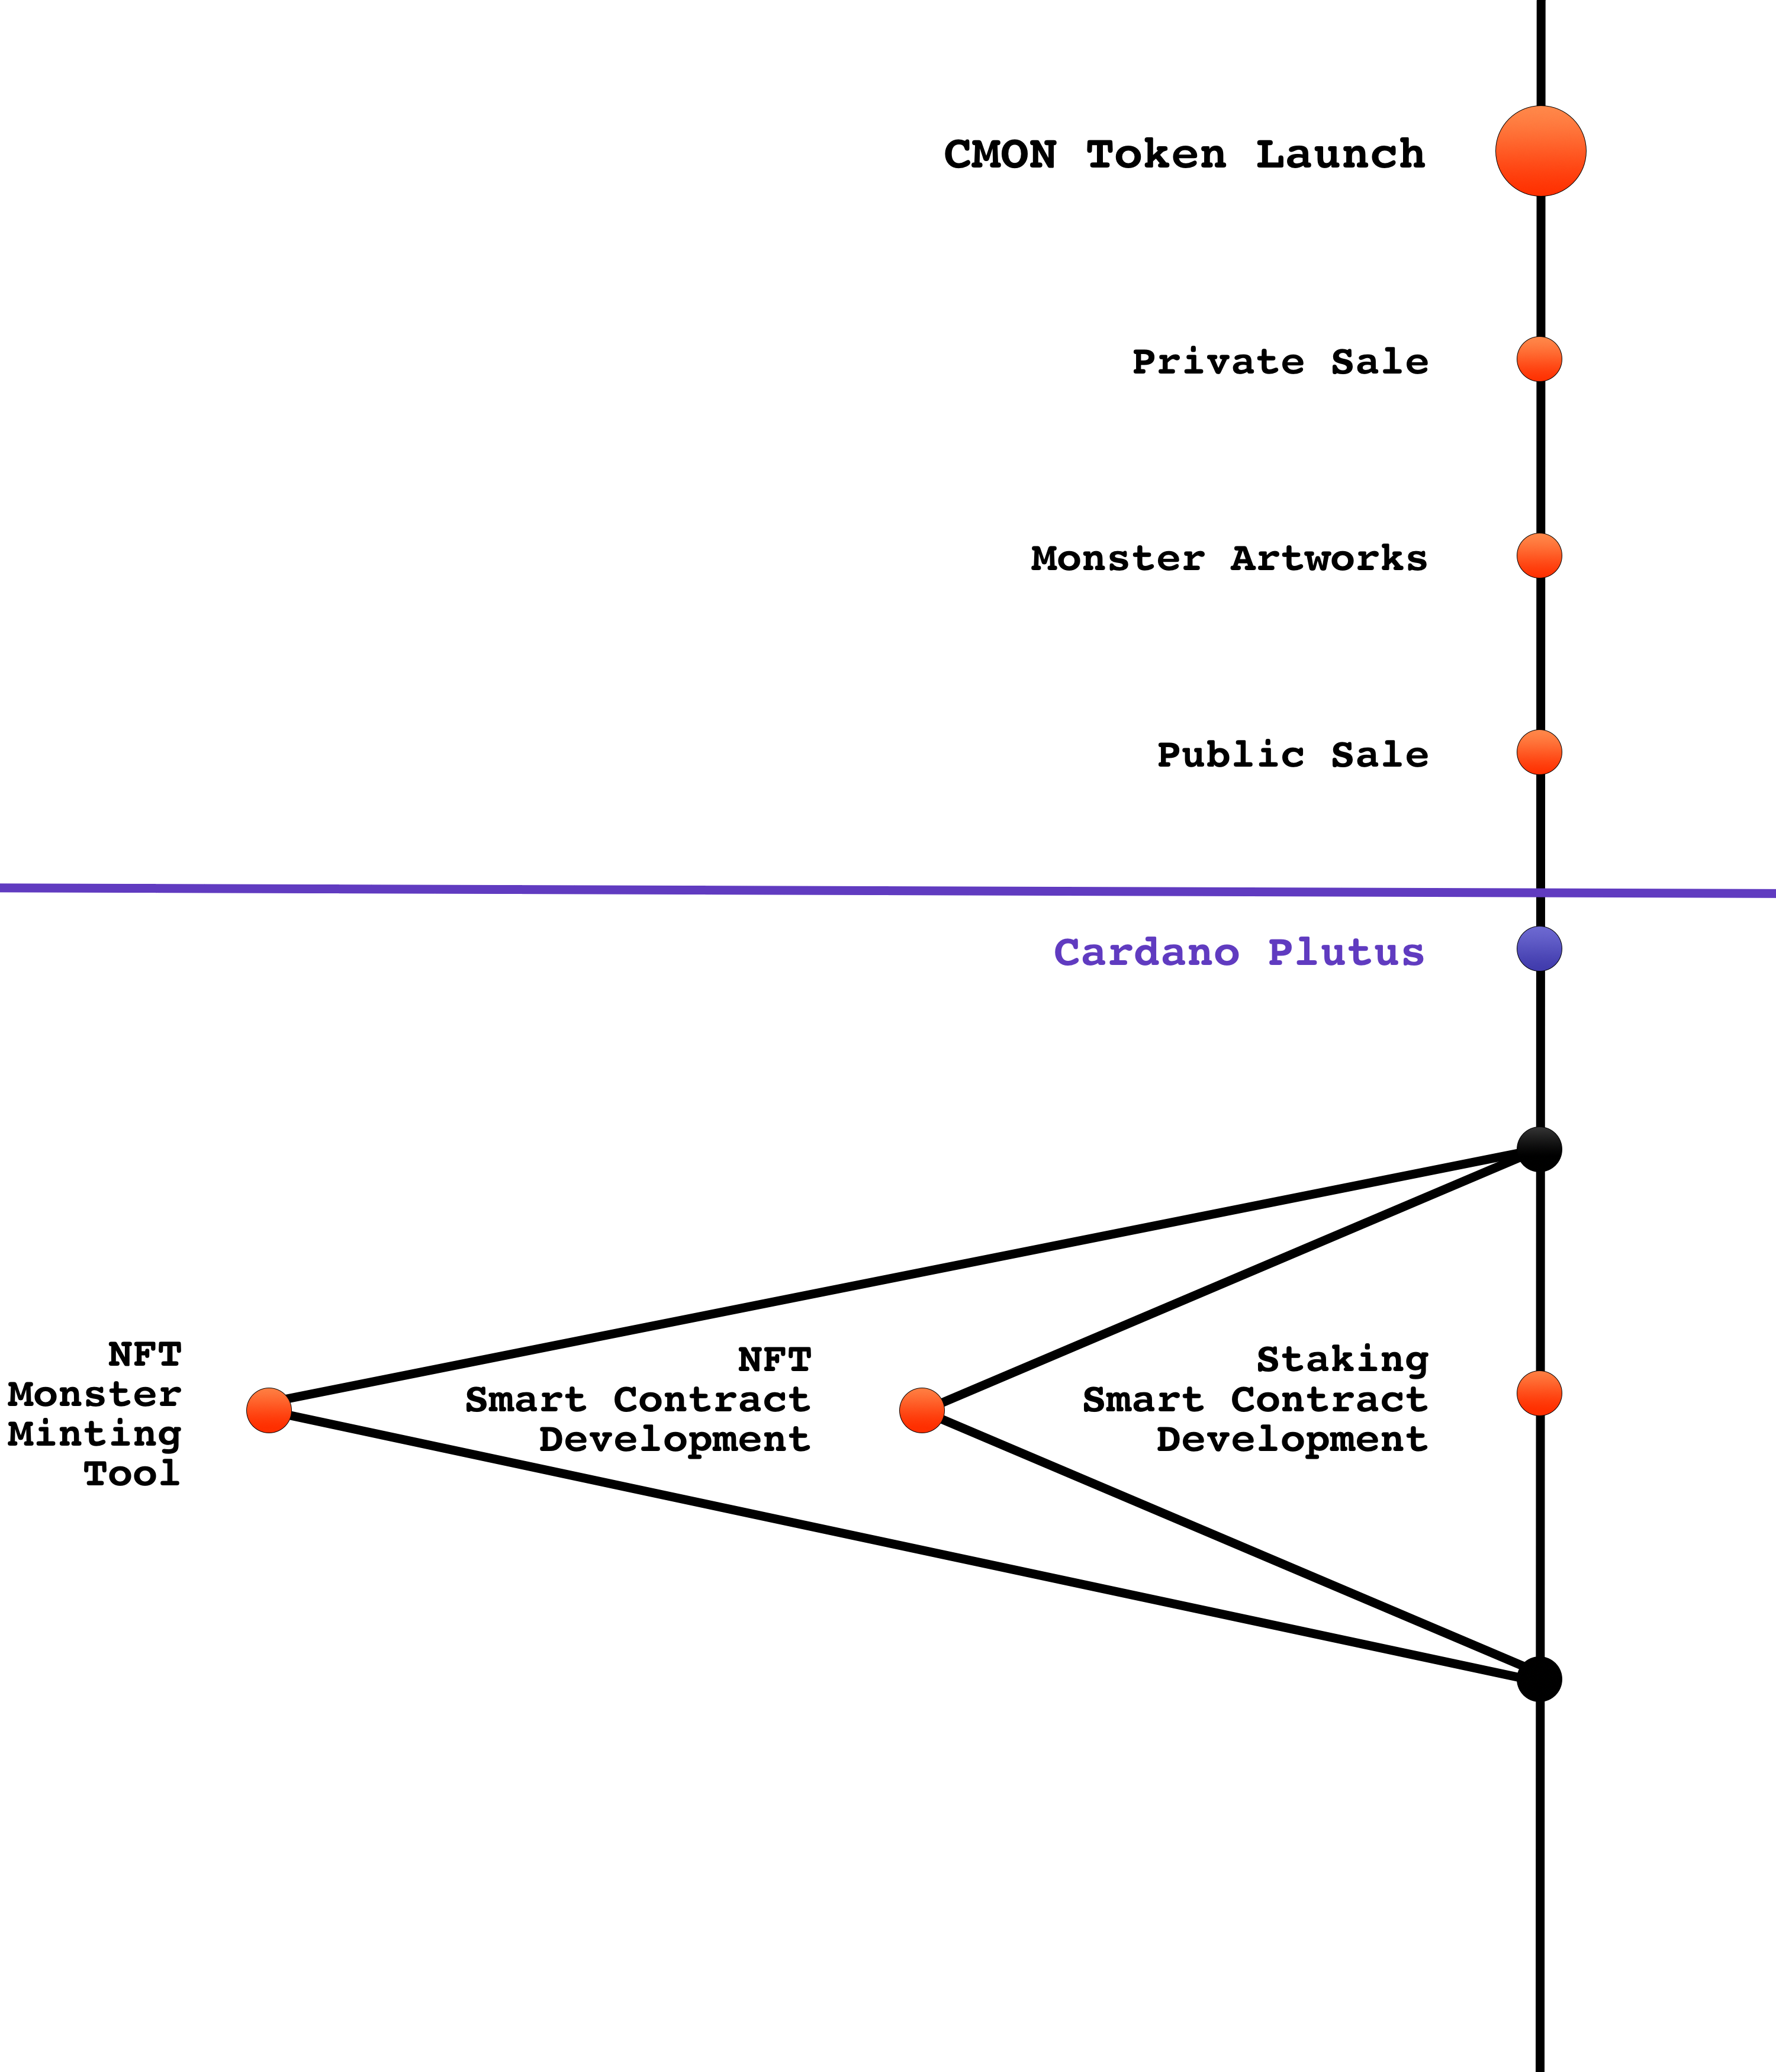 CMON Token Launch
Private Sale
Monster Artworks
Public Sale
Cardano Plutus
NFT
Monster
Minting
Tool
NFT
Smart Contract
Development
Staking
Smart Contract
Development